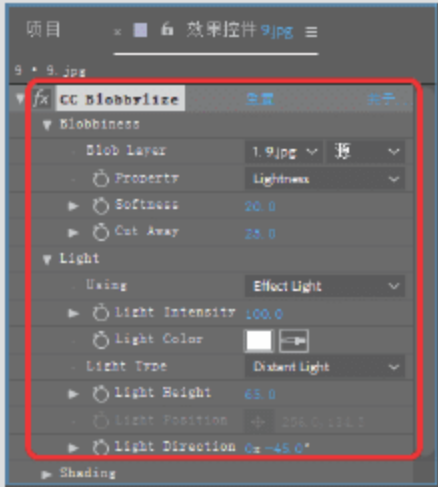 项目 × 效果控件 9.jpg ≡
9 • 9.jpg
fx CC Blobbylize 重置 关于
Blobbiness
Blob Layer 1. 9.jpg 源
Property Lightness
Softness 20.0
Cut Away 25.0
Light
Using Effect Light
Light Intensity 100.0
Light Color
Light Type Distant Light
Light Height 63.0
Light Position
Light Direction 0x -45.0°
Shading